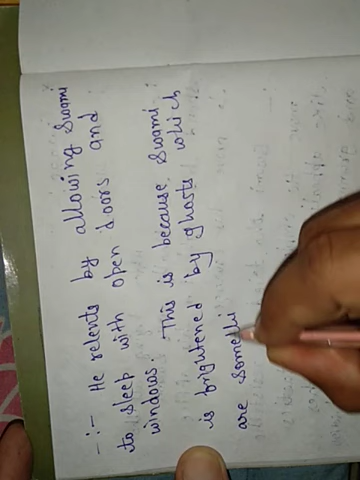 -:- He relents by allowing Swami
to sleep with open doors and
windows. This is because Swami
is frightened by ghosts which
are somethi